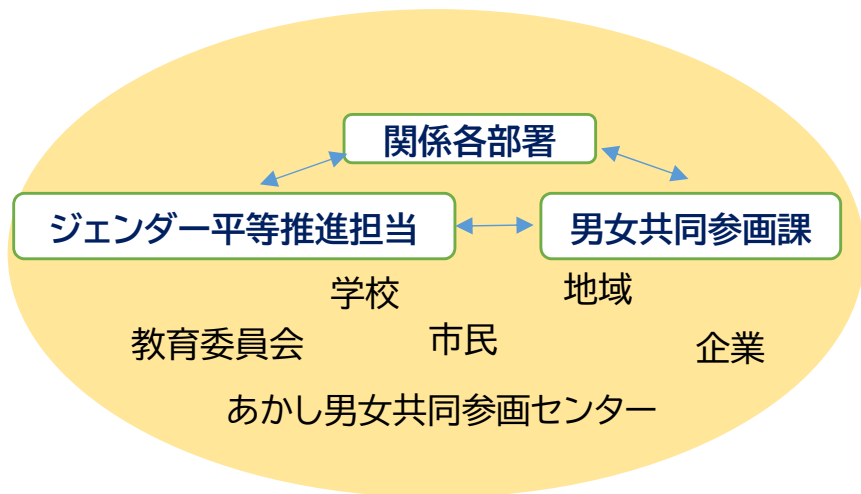 関係各部署
ジェンダー平等推進担当
男女共同参画課
学校
地域
教育委員会
市民
企業
あかし男女共同参画センター